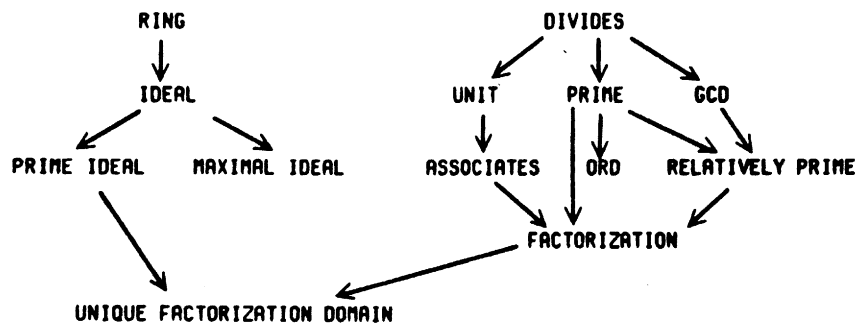 RING DIVIDES
IDEAL UNIT PRIME GCD
PRIME IDEAL MAXIMAL IDEAL ASSOCIATES ORD RELATIVELY PRIME
FACTORIZATION
UNIQUE FACTORIZATION DOMAIN